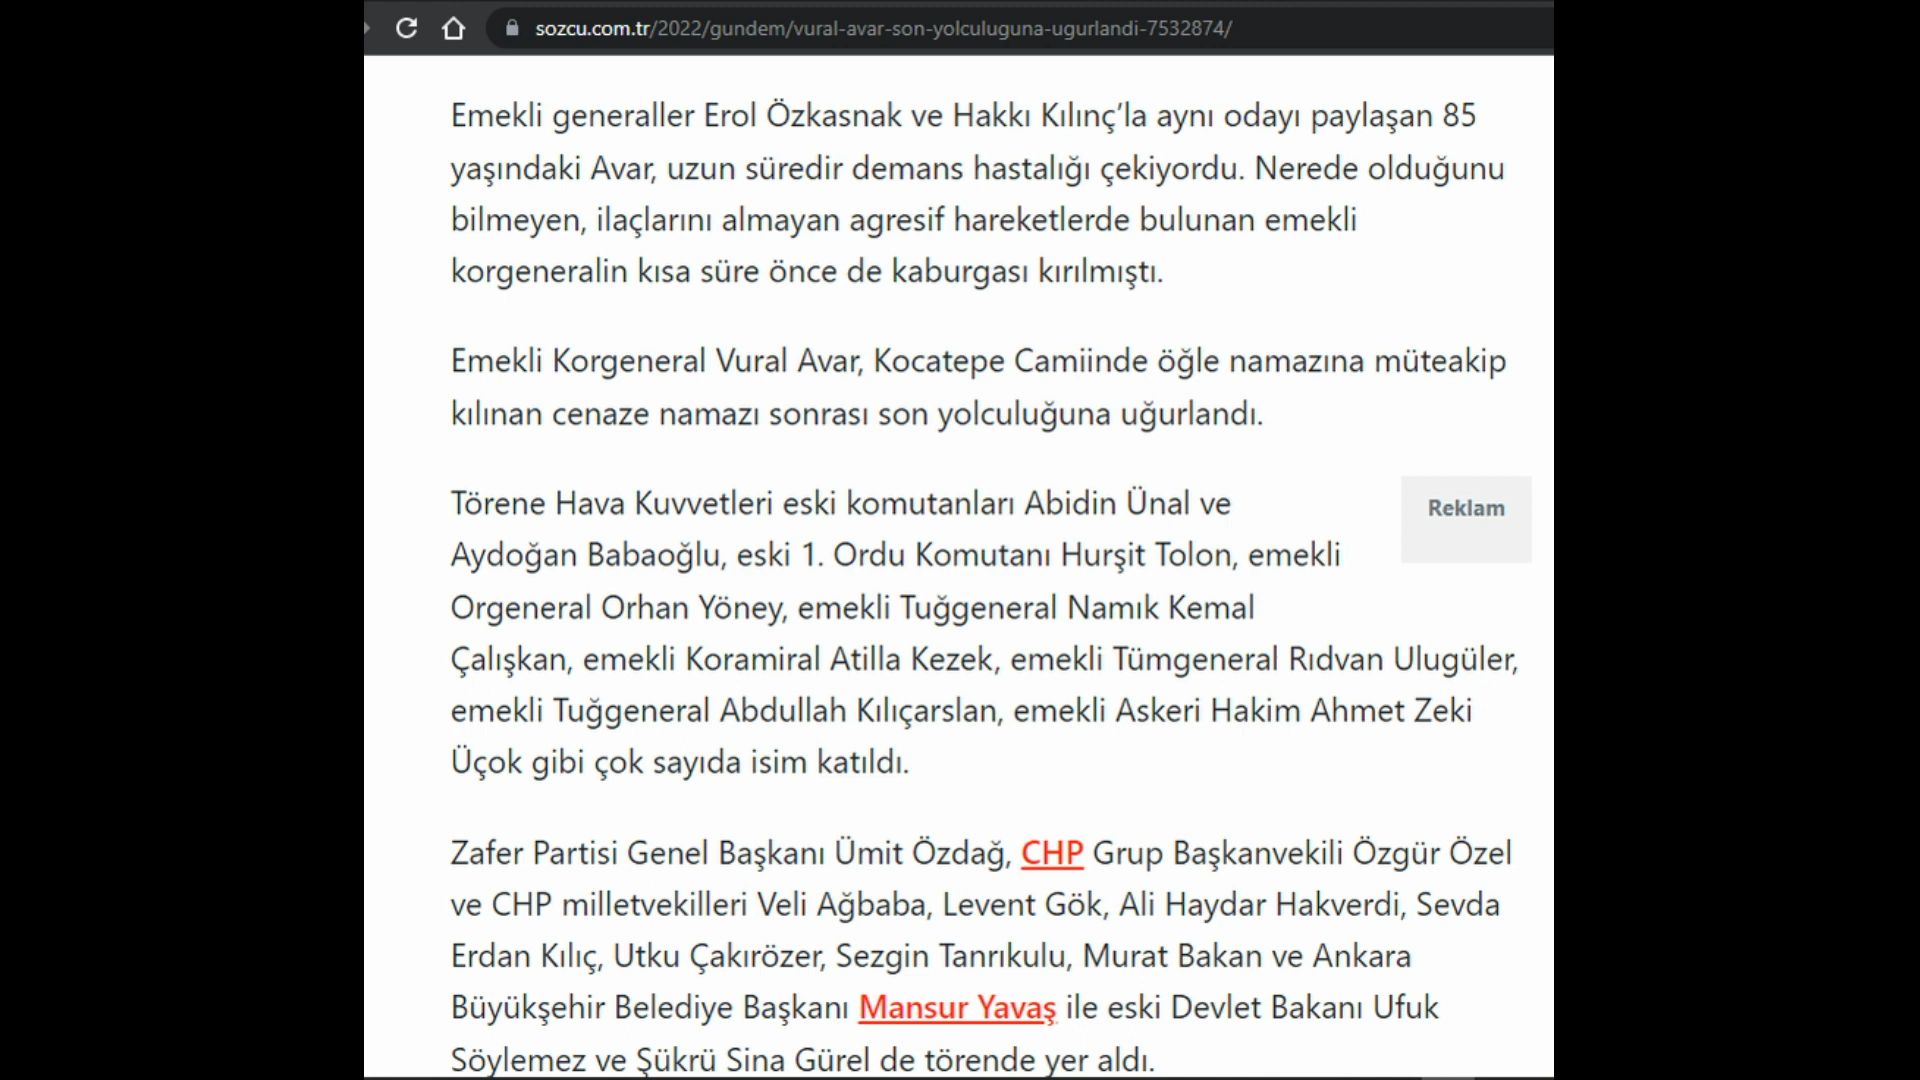 sozcu.com.tr/2022/gundem/vural-avar-son-yolculuguna-ugurlandi-7532874/
Emekli generaller Erol Özkasnak ve Hakkı Kılınç’la aynı odayı paylaşan 85
yaşındaki Avar, uzun süredir demans hastalığı çekiyordu. Nerede olduğunu
bilmeyen, ilaçlarını almayan agresif hareketlerde bulunan emekli
korgeneralin kısa süre önce de kaburgası kırılmıştı.
Emekli Korgeneral Vural Avar, Kocatepe Camiinde öğle namazına müteakip
kılınan cenaze namazı sonrası son yolculuğuna uğurlandı.
Törene Hava Kuvvetleri eski komutanları Abidin Ünal ve
Aydoğan Babaoğlu, eski 1. Ordu Komutanı Hurşit Tolon, emekli
Orgeneral Orhan Yöney, emekli Tuğgeneral Namık Kemal
Çalışkan, emekli Koramiral Atilla Kezek, emekli Tümgeneral Rıdvan Ulugüler,
emekli Tuğgeneral Abdullah Kılıçarslan, emekli Askeri Hakim Ahmet Zeki
Üçok gibi çok sayıda isim katıldı.
Reklam
Zafer Partisi Genel Başkanı Ümit Özdağ, CHP Grup Başkanvekili Özgür Özel
ve CHP milletvekilleri Veli Ağbaba, Levent Gök, Ali Haydar Hakverdi, Sevda
Erdan Kılıç, Utku Çakırözer, Sezgin Tanrıkulu, Murat Bakan ve Ankara
Büyükşehir Belediye Başkanı Mansur Yavaş ile eski Devlet Bakanı Ufuk
Söylemez ve Şükrü Sina Gürel de törende yer aldı.